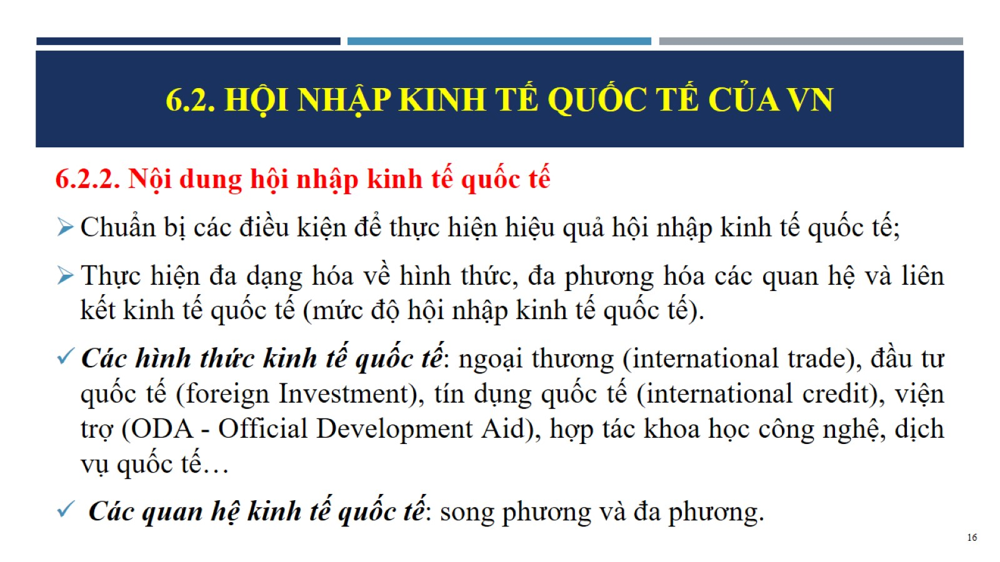 6.2. HỘI NHẬP KINH TẾ QUỐC TẾ CỦA VN
6.2.2. Nội dung hội nhập kinh tế quốc tế
Chuẩn bị các điều kiện để thực hiện hiệu quả hội nhập kinh tế quốc tế;
Thực hiện đa dạng hóa về hình thức, đa phương hóa các quan hệ và liên
kết kinh tế quốc tế (mức độ hội nhập kinh tế quốc tế).
Các hình thức kinh tế quốc tế: ngoại thương (international trade), đầu tư
quốc tế (foreign Investment), tín dụng quốc tế (international credit), viện
trợ (ODA - Official Development Aid), hợp tác khoa học công nghệ, dịch
vụ quốc tế…
Các quan hệ kinh tế quốc tế: song phương và đa phương.
16